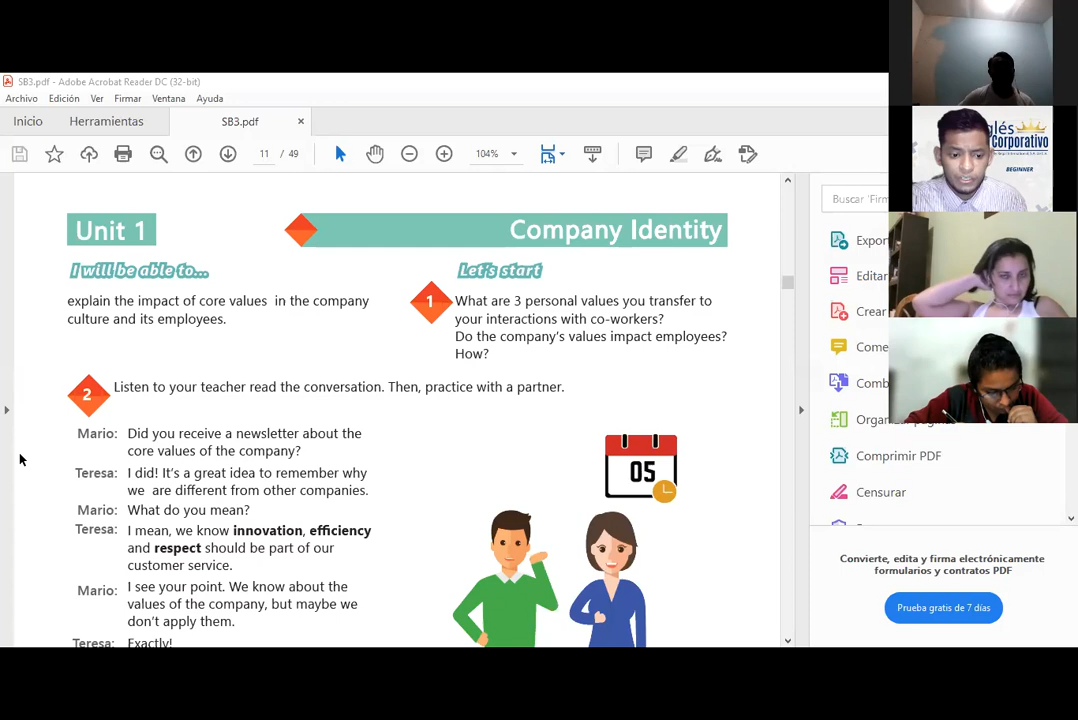 SB3.pdf - Adobe Acrobat Reader DC (32-bit)
Archivo Edición Ver Firmar Ventana Ayuda
Inicio Herramientas SB3.pdf ×
11 / 49 104%
Unit 1 Company Identity
I will be able to...
explain the impact of core values in the company
culture and its employees.
Let's start
1 What are 3 personal values you transfer to
your interactions with co-workers?
Do the company's values impact employees?
How?
2 Listen to your teacher read the conversation. Then, practice with a partner.
Mario: Did you receive a newsletter about the
core values of the company?
Teresa: I did! It's a great idea to remember why
we are different from other companies.
Mario: What do you mean?
Teresa: I mean, we know innovation, efficiency
and respect should be part of our
customer service.
Mario: I see your point. We know about the
values of the company, but maybe we
don't apply them.
Teresa: Exactly!
05
Buscar 'Firm
Expor
Editar
Crear
Come
Comb
Organi
Comprimir PDF
Censurar
Convierte, edita y firma electrónicamente
formularios y contratos PDF
Prueba gratis de 7 días
glés
Corporativo
BEGINNER